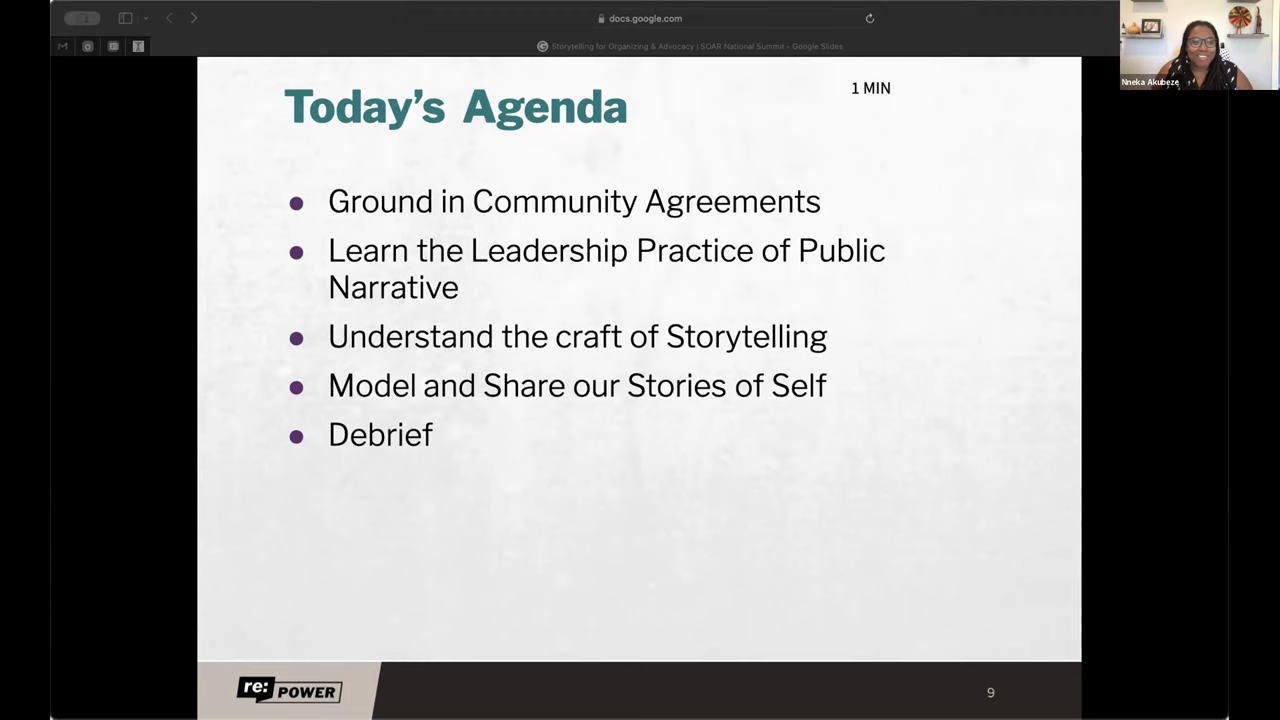 docs.google.com
Storytelling for Organizing & Advocacy | SOAR National Summit - Google Slides
Nneka Akubeze
Today's Agenda
1 MIN
● Ground in Community Agreements
● Learn the Leadership Practice of Public
Narrative
● Understand the craft of Storytelling
● Model and Share our Stories of Self
● Debrief
re:
POWER
9